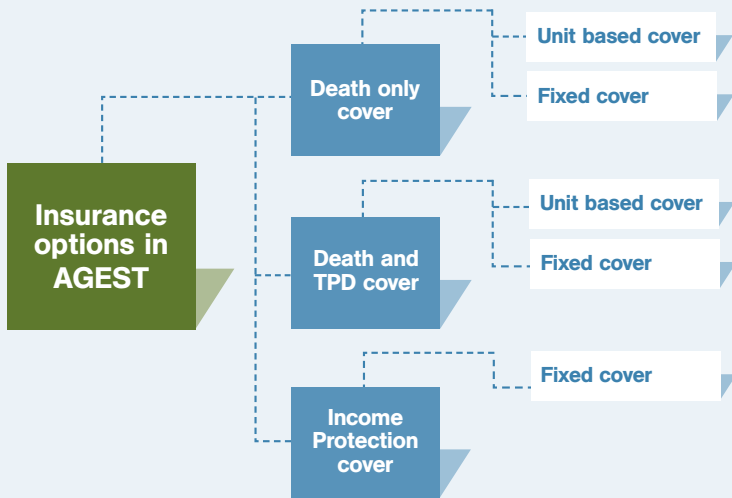 Insurance
options in
AGEST
Death only
cover
Unit based cover
Fixed cover
Death and
TPD cover
Unit based cover
Fixed cover
Income
Protection
cover
Fixed cover